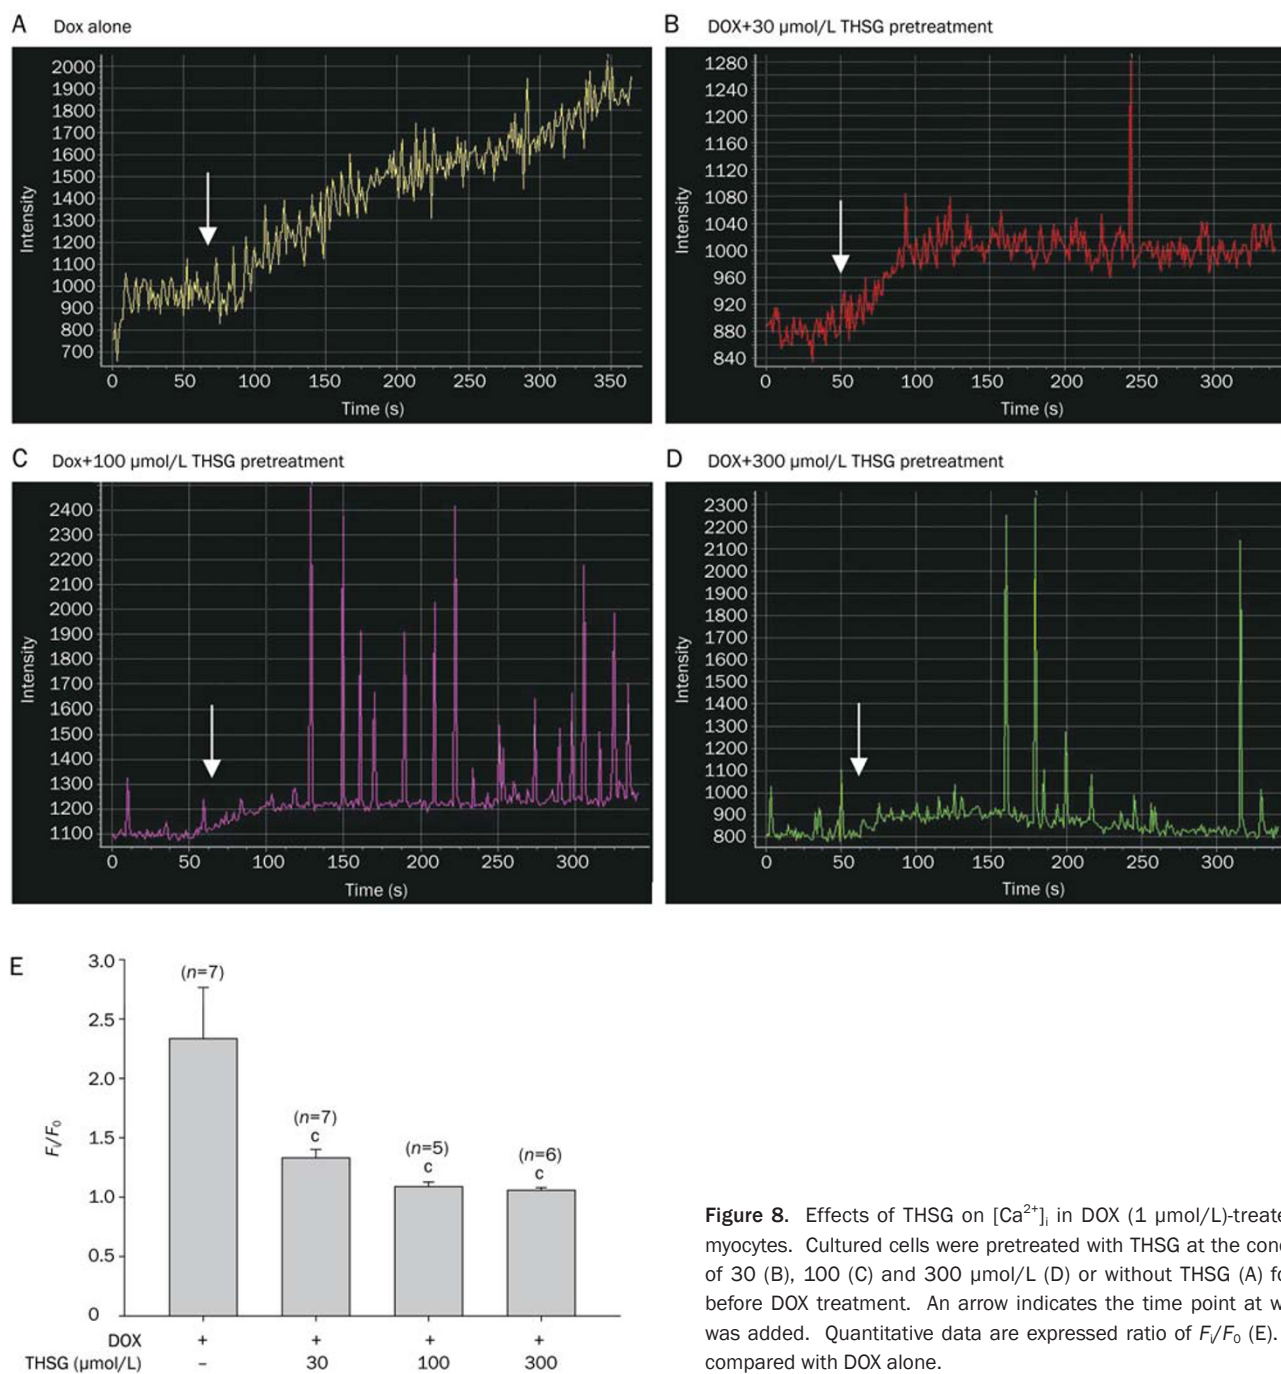 A Dox alone
2000
1900
1800
1700
1600
1500
1400
1300
1200
1100
1000
900
800
700
Intensity
0 50 100 150 200 250 300 350
Time (s)
B DOX+30 µmol/L THSG pretreatment
1280
1240
1200
1160
1120
1080
1040
1000
960
920
880
840
Intensity
0 50 100 150 200 250 300
Time (s)
C Dox+100 µmol/L THSG pretreatment
2400
2300
2200
2100
2000
1900
1800
1700
1600
1500
1400
1300
1200
1100
Intensity
0 50 100 150 200 250 300
Time (s)
D DOX+300 µmol/L THSG pretreatment
2300
2200
2100
2000
1900
1800
1700
1600
1500
1400
1300
1200
1100
1000
900
800
Intensity
0 50 100 150 200 250 300
Time (s)
E
3.0
2.5
2.0
1.5
1.0
0.5
0
Fi/F0
(n=7)
(n=7)
c
(n=5)
c
(n=6)
c
DOX + + + +
THSG (µmol/L) – 30 100 300
Figure 8. Effects of THSG on [Ca2+]i in DOX (1 µmol/L)-treate
myocytes. Cultured cells were pretreated with THSG at the conc
of 30 (B), 100 (C) and 300 µmol/L (D) or without THSG (A) fo
before DOX treatment. An arrow indicates the time point at w
was added. Quantitative data are expressed ratio of Fi/F0 (E).
compared with DOX alone.